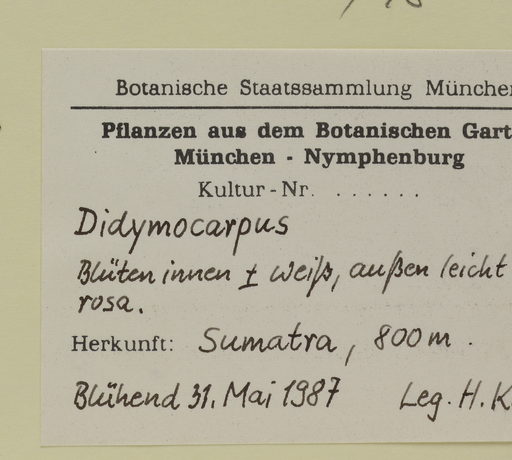 Botanische Staatssammlung München
Pflanzen aus dem Botanischen Gart
München - Nymphenburg
Kultur-Nr. . . . . . .
Didymocarpus
Blüten innen ± weiß, außen leicht
rosa.
Herkunft: Sumatra, 800 m.
Blühend 31. Mai 1987 Leg. H. K